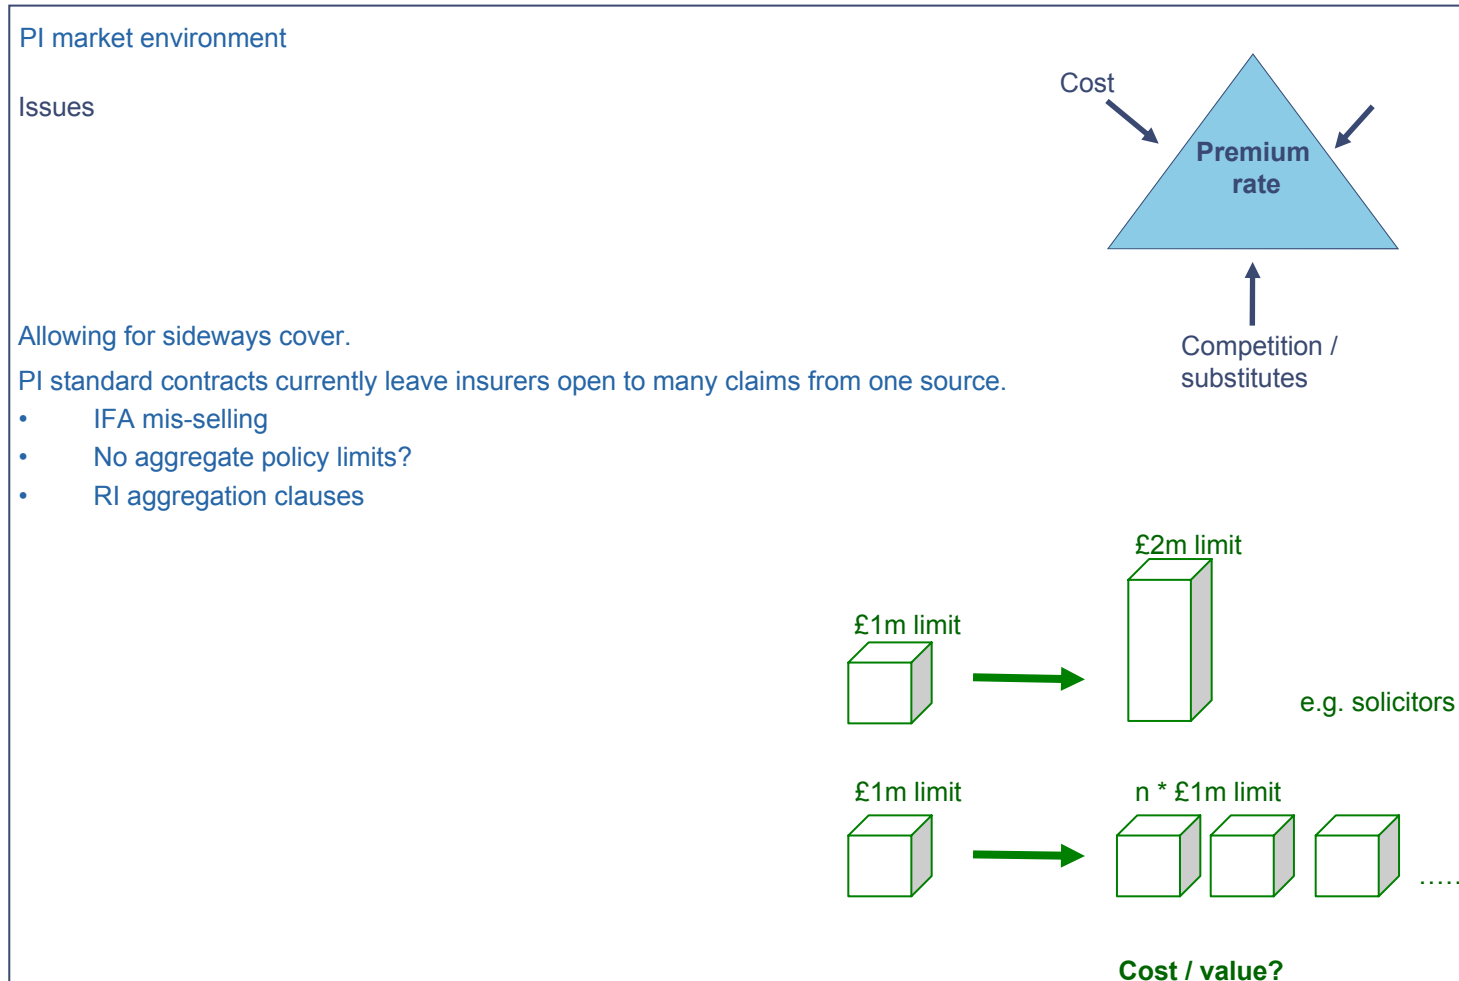 PI market environment
Issues
Cost
Premium
rate
Competition /
substitutes
Allowing for sideways cover.
PI standard contracts currently leave insurers open to many claims from one source.
• IFA mis-selling
• No aggregate policy limits?
• RI aggregation clauses
£2m limit
£1m limit
e.g. solicitors
£1m limit
n * £1m limit
…..
Cost / value?